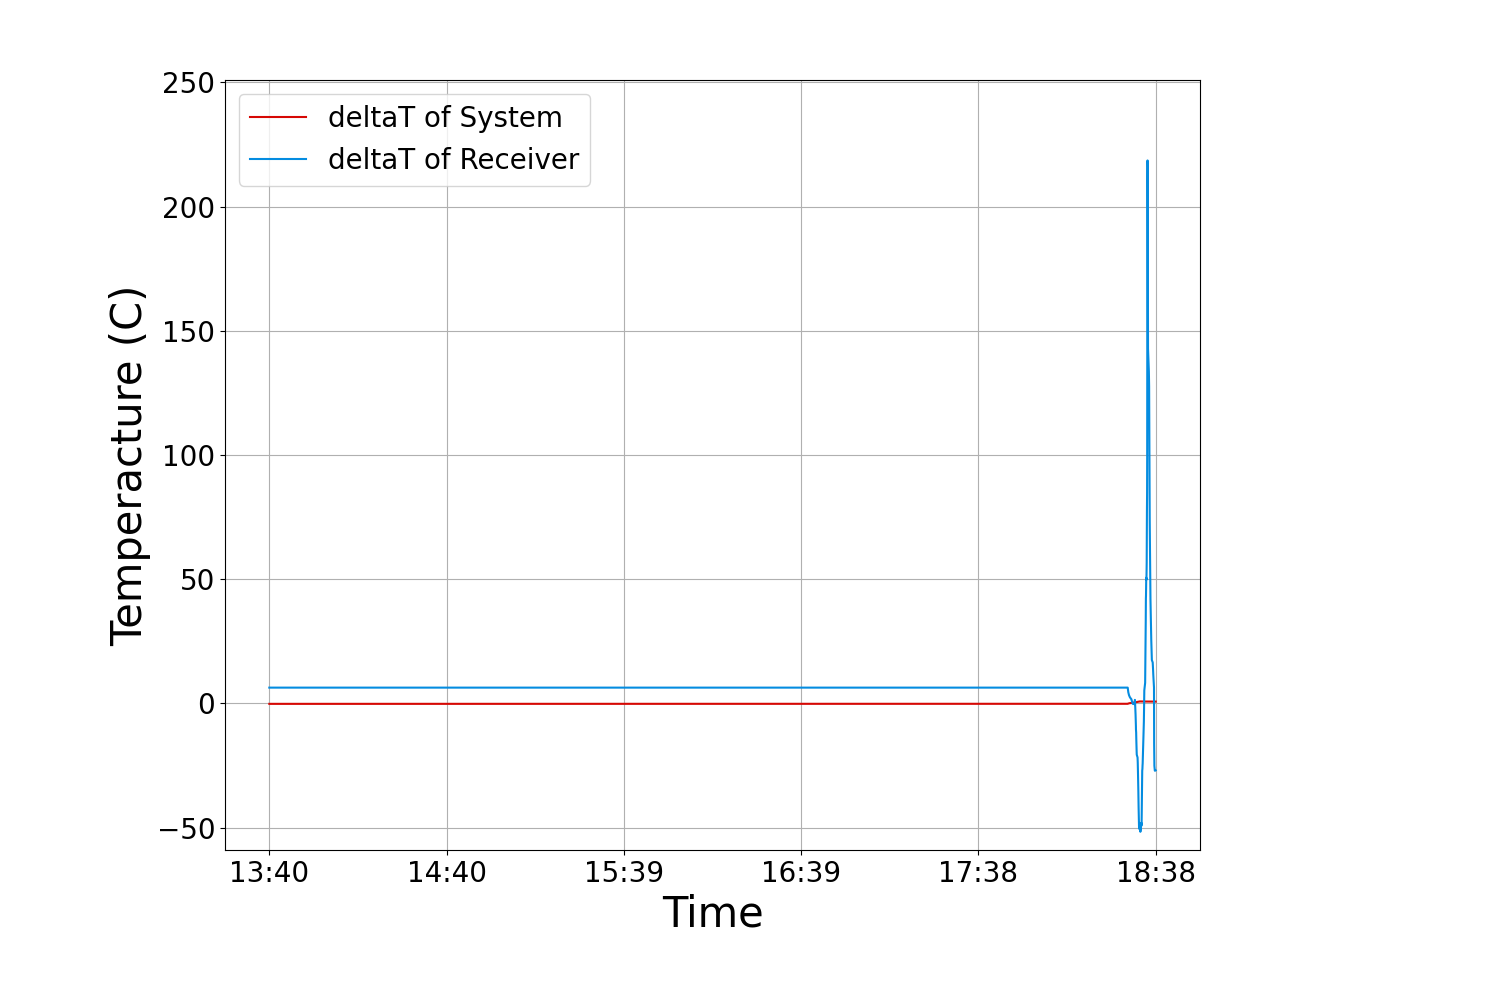 250
200
150
100
50
0
−50
Temperacture (C)
deltaT of System
deltaT of Receiver
13:40 14:40 15:39 16:39 17:38 18:38
Time